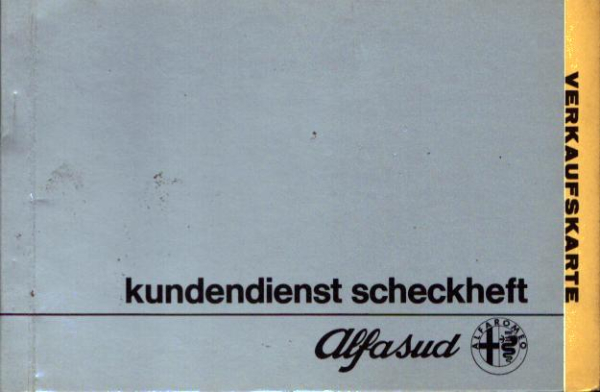 VERKAUFSKARTE
kundendienst scheckheft
Alfasud
ALFA ROMEO